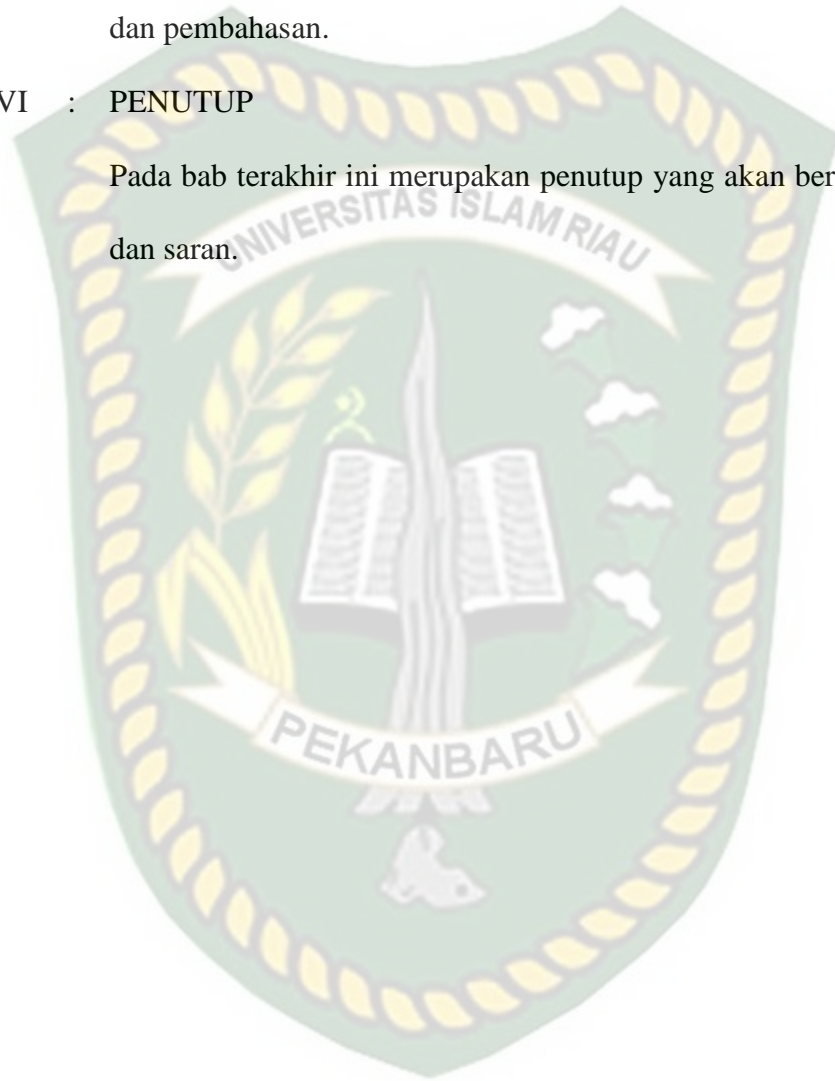 dan pembahasan.
VI : PENUTUP
Pada bab terakhir ini merupakan penutup yang akan ber
UNIVERSITAS ISLAM RIAU
dan saran.
PEKANBARU